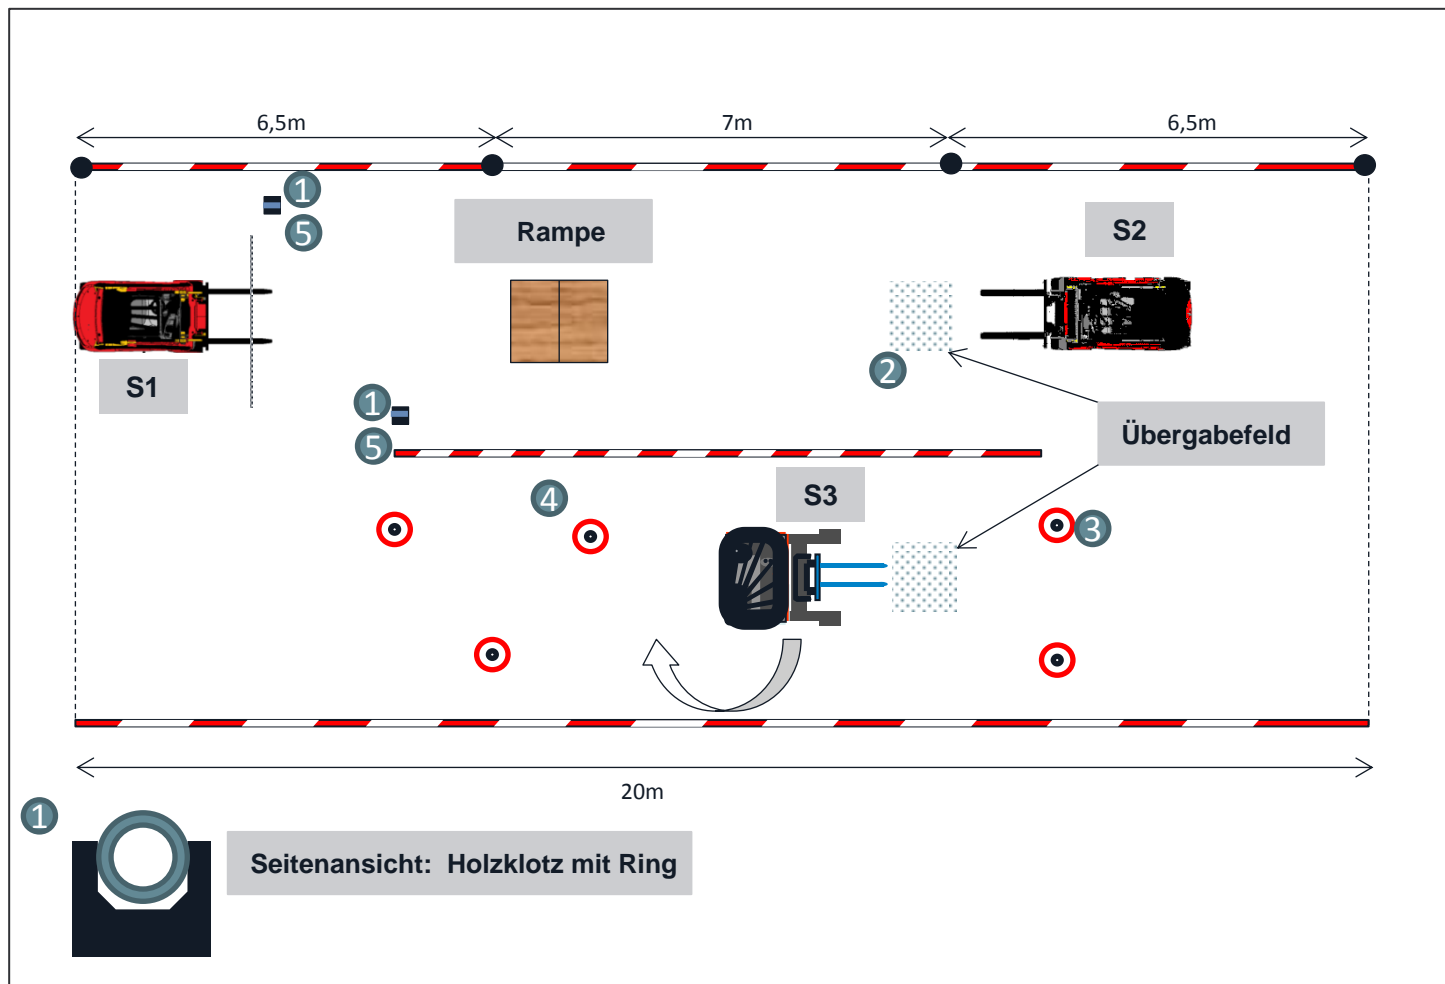 6,5m
7m
6,5m
1
5
Rampe
S2
S1
2
1
5
Übergabefeld
4
S3
3
20m
1
Seitenansicht: Holzklotz mit Ring